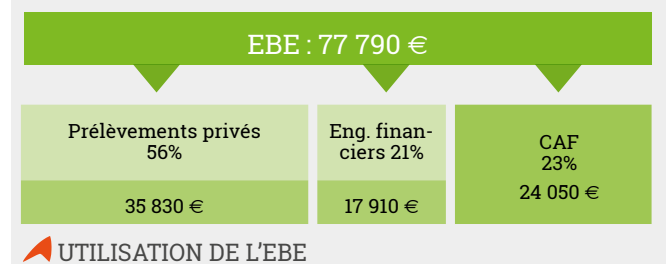 EBE : 77 790 €
Prélèvements privés
56%
35 830 €
Eng. finan-
ciers 21%
17 910 €
CAF
23%
24 050 €
UTILISATION DE L'EBE